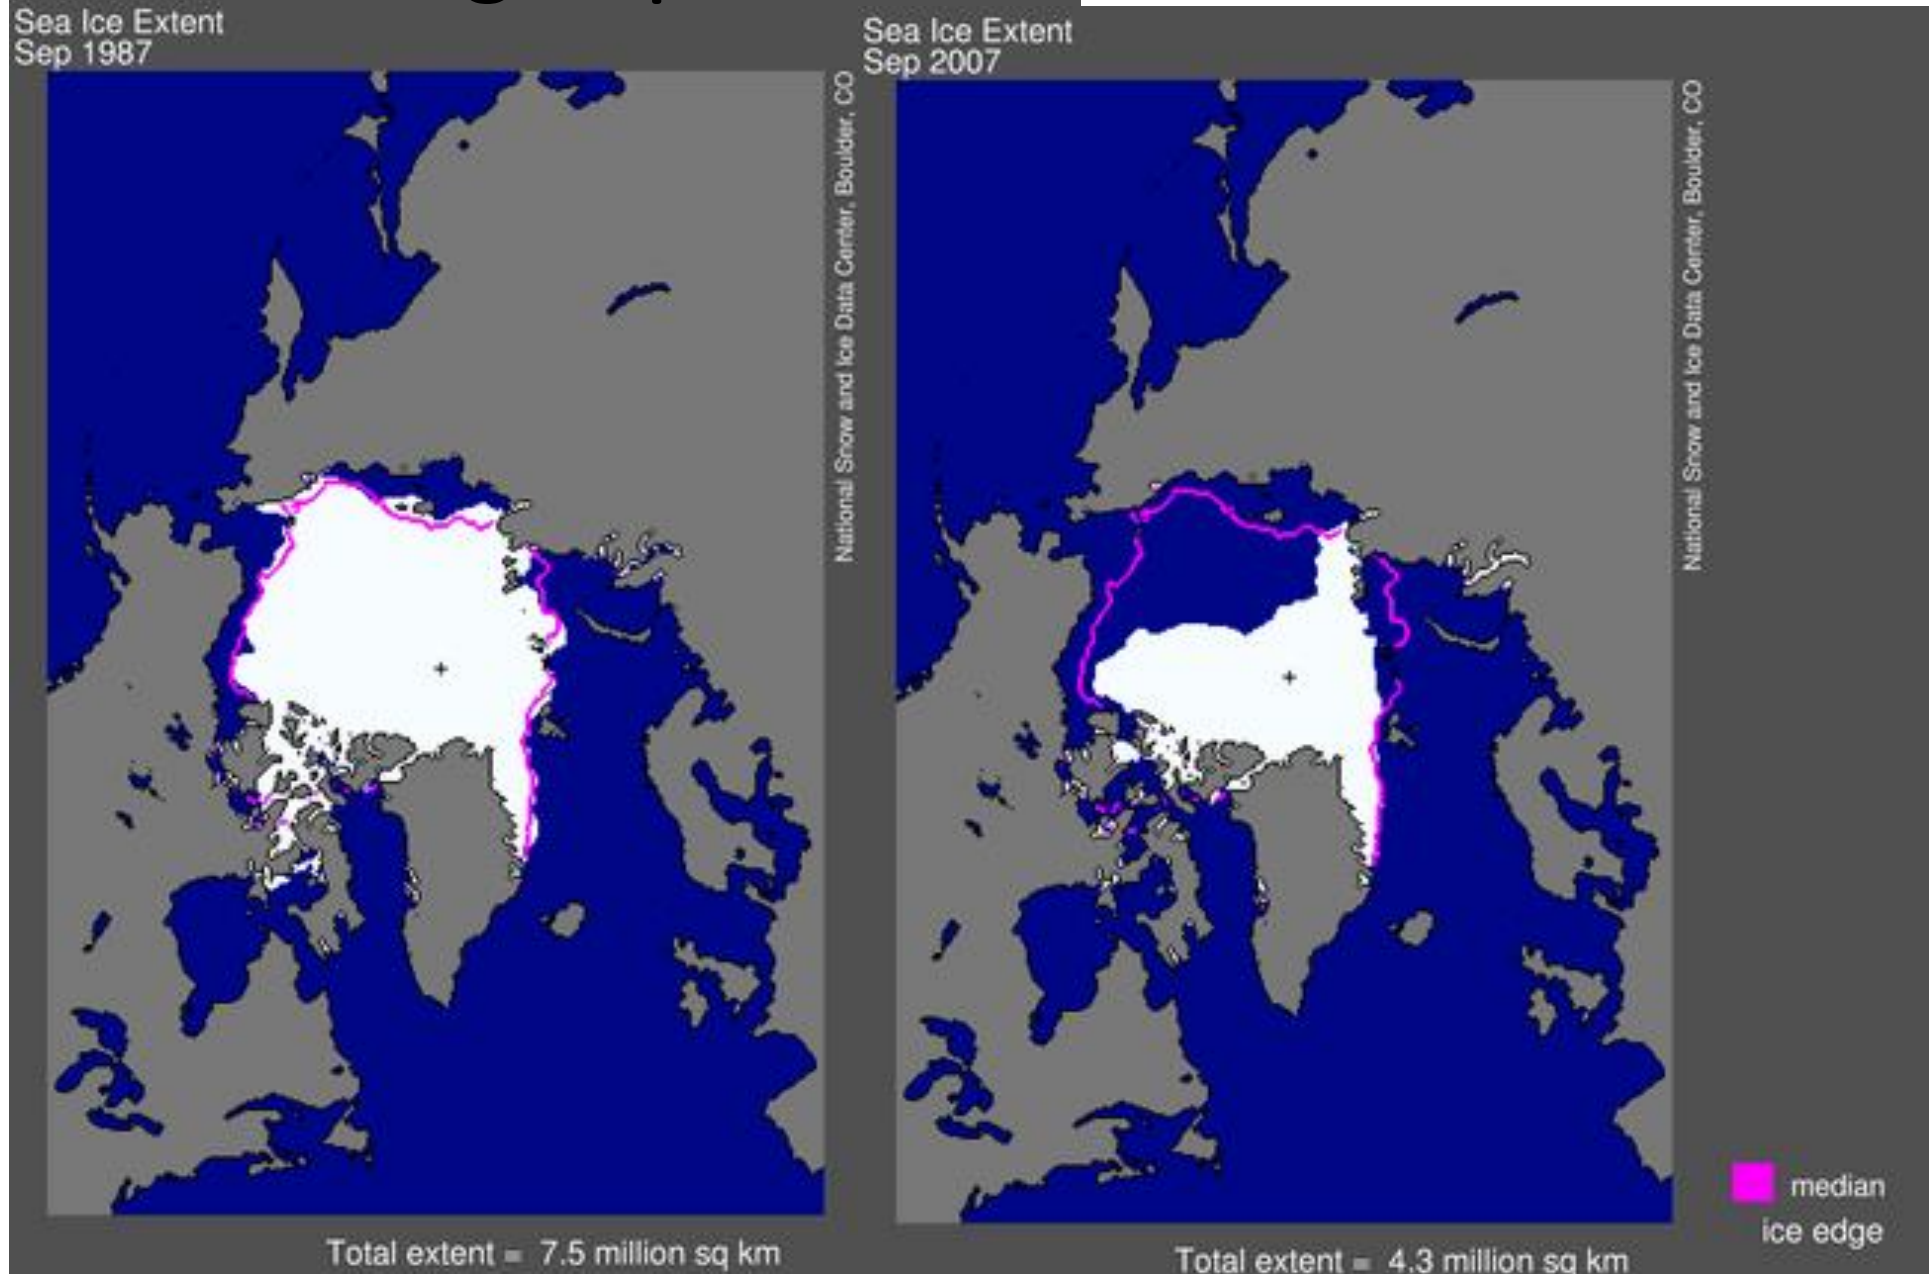 Sea Ice Extent
Sep 1987
National Snow and Ice Data Center, Boulder, CO
Total extent = 7.5 million sq km
Sea Ice Extent
Sep 2007
National Snow and Ice Data Center, Boulder, CO
Total extent = 4.3 million sq km
median
ice edge